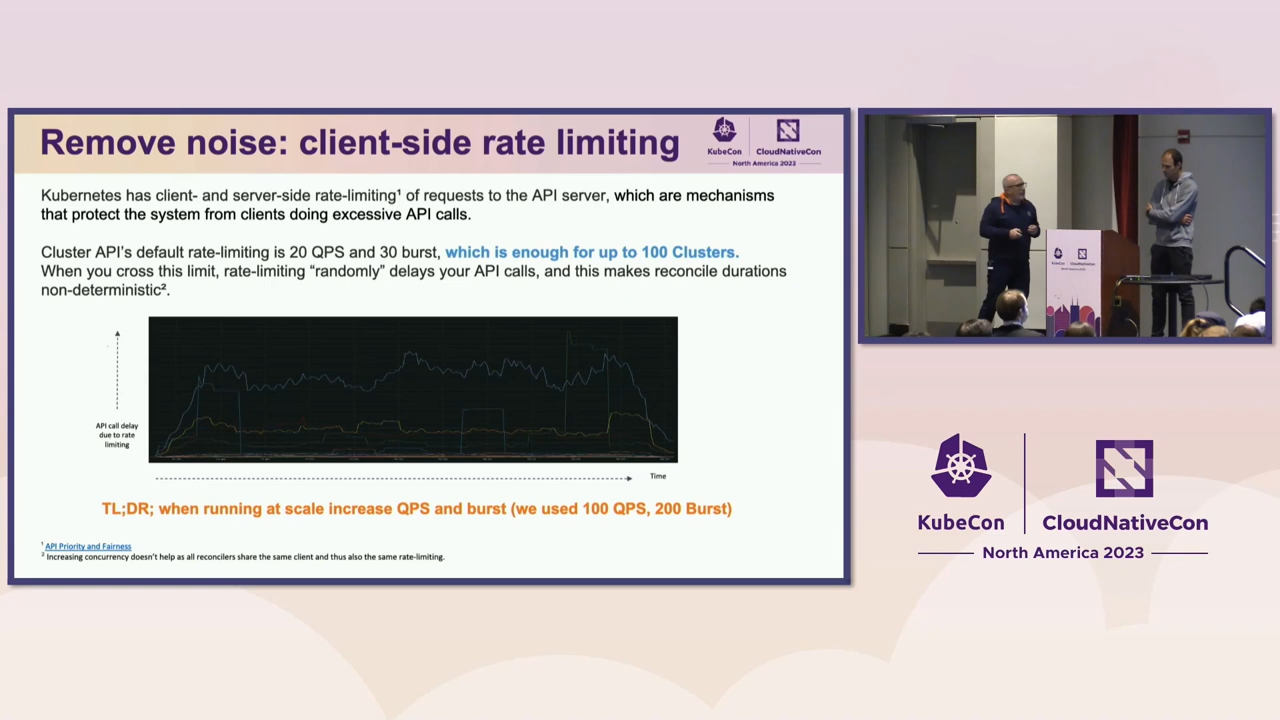 Remove noise: client-side rate limiting
KubeCon
CloudNativeCon
North America 2023
Kubernetes has client- and server-side rate-limiting¹ of requests to the API server, which are mechanisms
that protect the system from clients doing excessive API calls.
Cluster API's default rate-limiting is 20 QPS and 30 burst, which is enough for up to 100 Clusters.
When you cross this limit, rate-limiting “randomly” delays your API calls, and this makes reconcile durations
non-deterministic².
API call delay
due to rate
limiting
Time
TL;DR; when running at scale increase QPS and burst (we used 100 QPS, 200 Burst)
¹ API Priority and Fairness
² Increasing concurrency doesn't help as all reconcilers share the same client and thus also the same rate-limiting.
KubeCon
CloudNativeCon
North America 2023